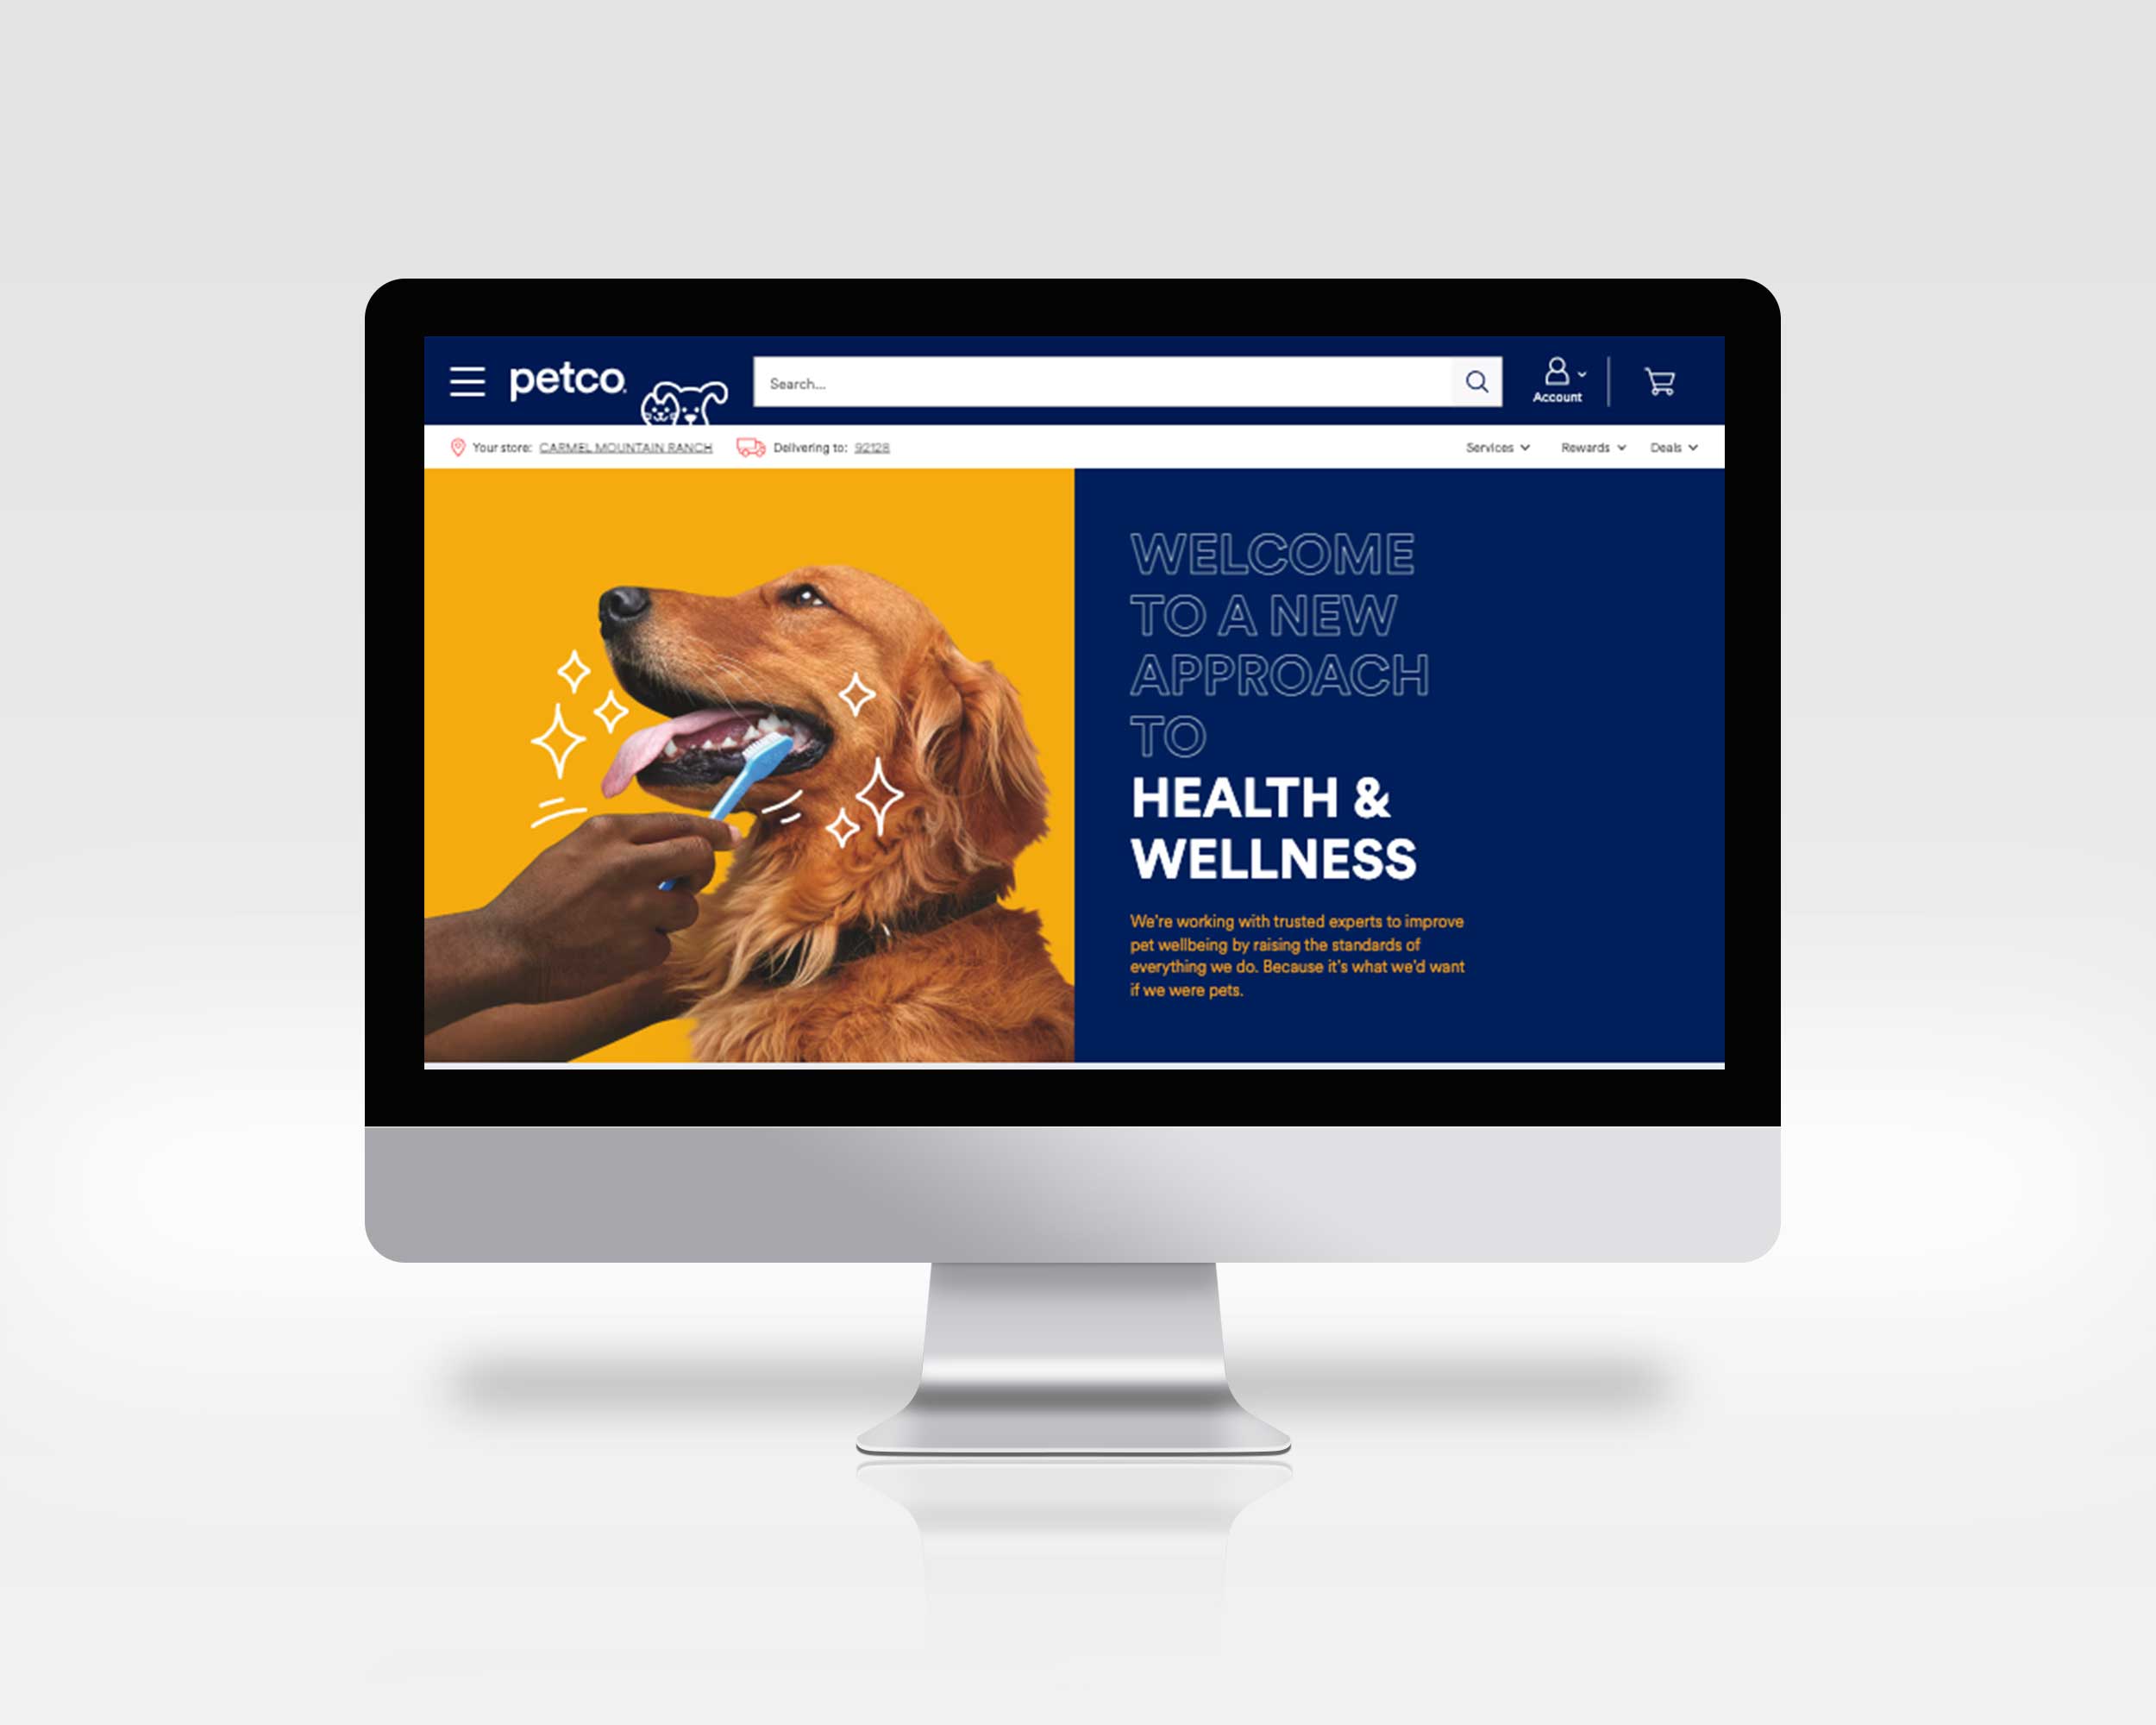 petco
Search...
Account
Your store: CARMEL MOUNTAIN RANCH
Delivering to: 92128
Services
Rewards
Deals
WELCOME
TO A NEW
APPROACH
TO
HEALTH &
WELLNESS
We're working with trusted experts to improve
pet wellbeing by raising the standards of
everything we do. Because it's what we'd want
if we were pets.